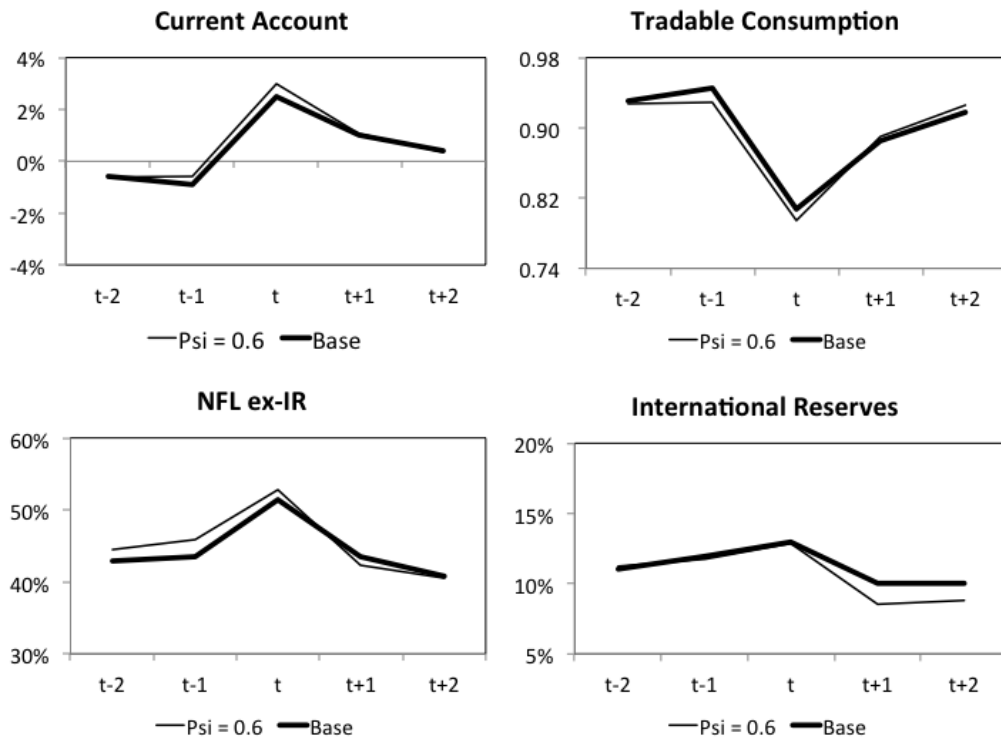 Current Account
4%
2%
0%
-2%
-4%
t-2 t-1 t t+1 t+2
Psi = 0.6 Base
Tradable Consumption
0.98
0.90
0.82
0.74
t-2 t-1 t t+1 t+2
Psi = 0.6 Base
NFL ex-IR
60%
50%
40%
30%
t-2 t-1 t t+1 t+2
Psi = 0.6 Base
International Reserves
20%
15%
10%
5%
t-2 t-1 t t+1 t+2
Psi = 0.6 Base